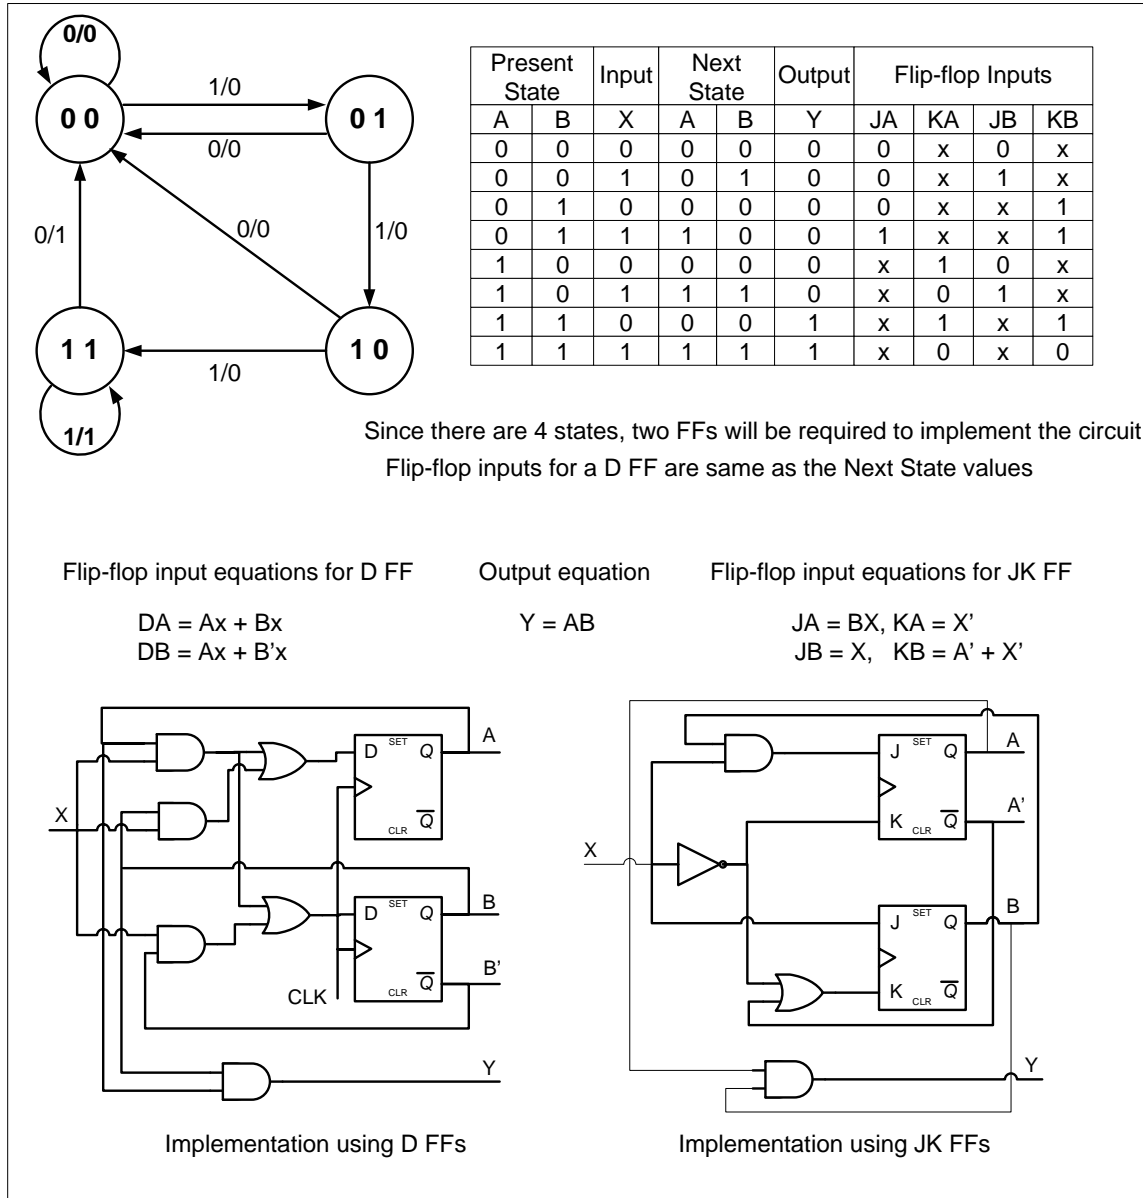 0/0
0 0
1/0
0 1
0/0
0/1
0/0
1/0
1 1
1 0
1/0
1/1
Present State Input Next State Output Flip-flop Inputs
A B X A B Y JA KA JB KB
0 0 0 0 0 0 0 x 0 x
0 0 1 0 1 0 0 x 1 x
0 1 0 0 0 0 0 x x 1
0 1 1 1 0 0 1 x x 1
1 0 0 0 0 0 x 1 0 x
1 0 1 1 1 0 x 0 1 x
1 1 0 0 0 1 x 1 x 1
1 1 1 1 1 1 x 0 x 0
Since there are 4 states, two FFs will be required to implement the circuit
Flip-flop inputs for a D FF are same as the Next State values
Flip-flop input equations for D FF
DA = Ax + Bx
DB = Ax + B'x
Output equation
Y = AB
Flip-flop input equations for JK FF
JA = BX, KA = X'
JB = X, KB = A' + X'
X
D SET Q
CLR Q
A
D SET Q
CLR Q
B
B'
CLK
Y
Implementation using D FFs
X
J SET Q
K CLR Q
A
A'
J SET Q
K CLR Q
B
Y
Implementation using JK FFs